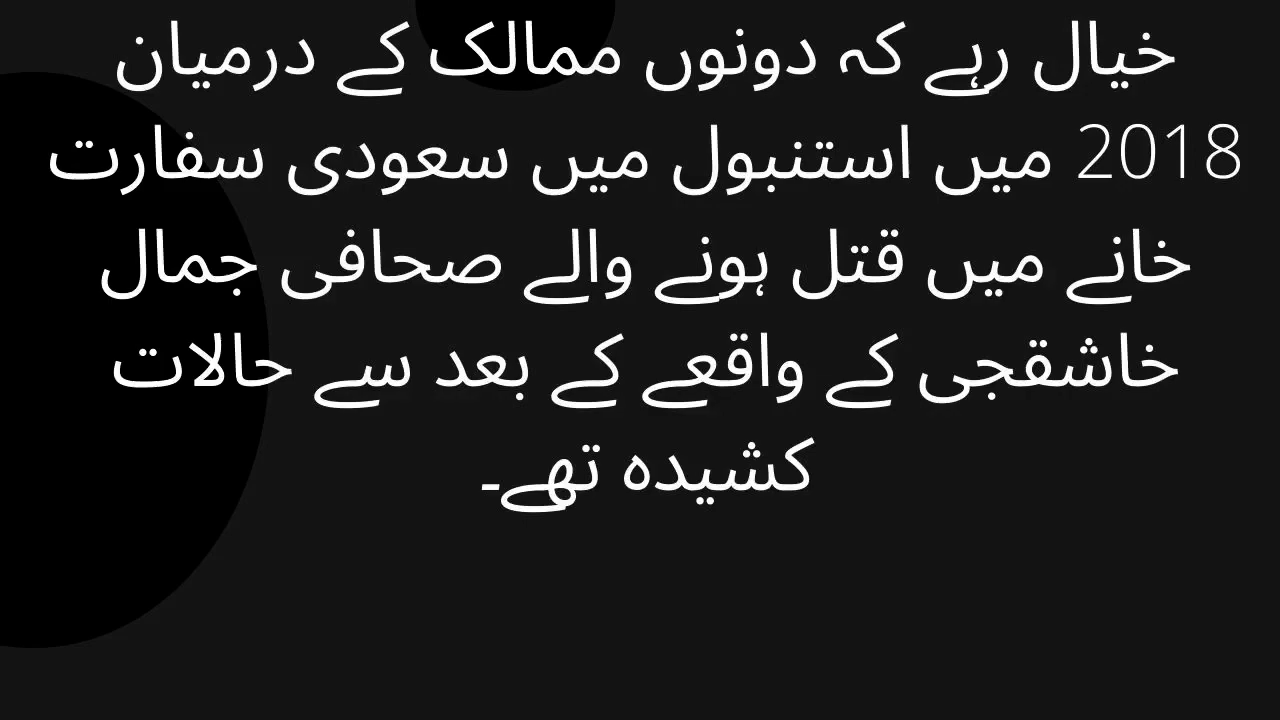 خیال رہے کہ دونوں ممالک کے درمیان
2018 میں استنبول میں سعودی سفارت
خانے میں قتل ہونے والے صحافی جمال
خاشقجی کے واقعے کے بعد سے حالات
کشیدہ تھے۔